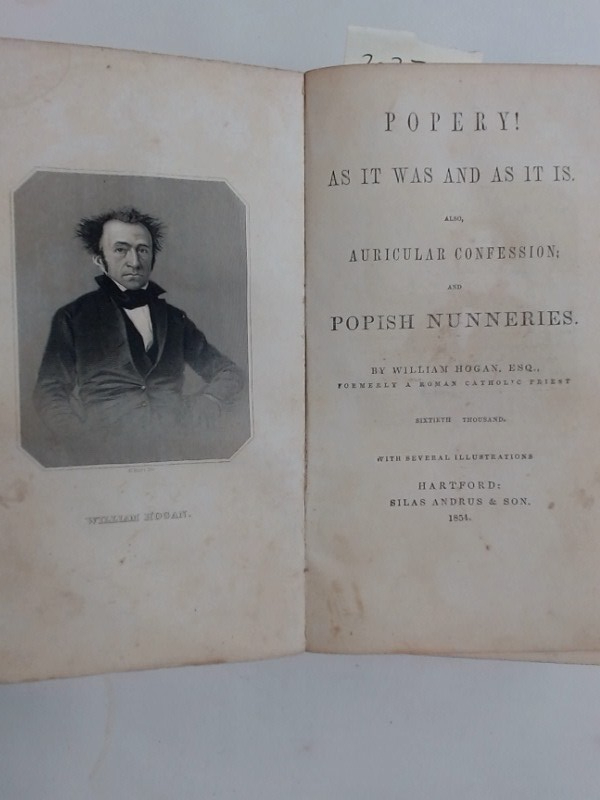 WILLIAM HOGAN.
POPERY!
AS IT WAS AND AS IT IS.
ALSO,
AURICULAR CONFESSION;
AND
POPISH NUNNERIES.
BY WILLIAM HOGAN, ESQ.,
FORMERLY A ROMAN CATHOLIC PRIEST
SIXTIETH THOUSAND.
WITH SEVERAL ILLUSTRATIONS
HARTFORD:
SILAS ANDRUS & SON.
1854.